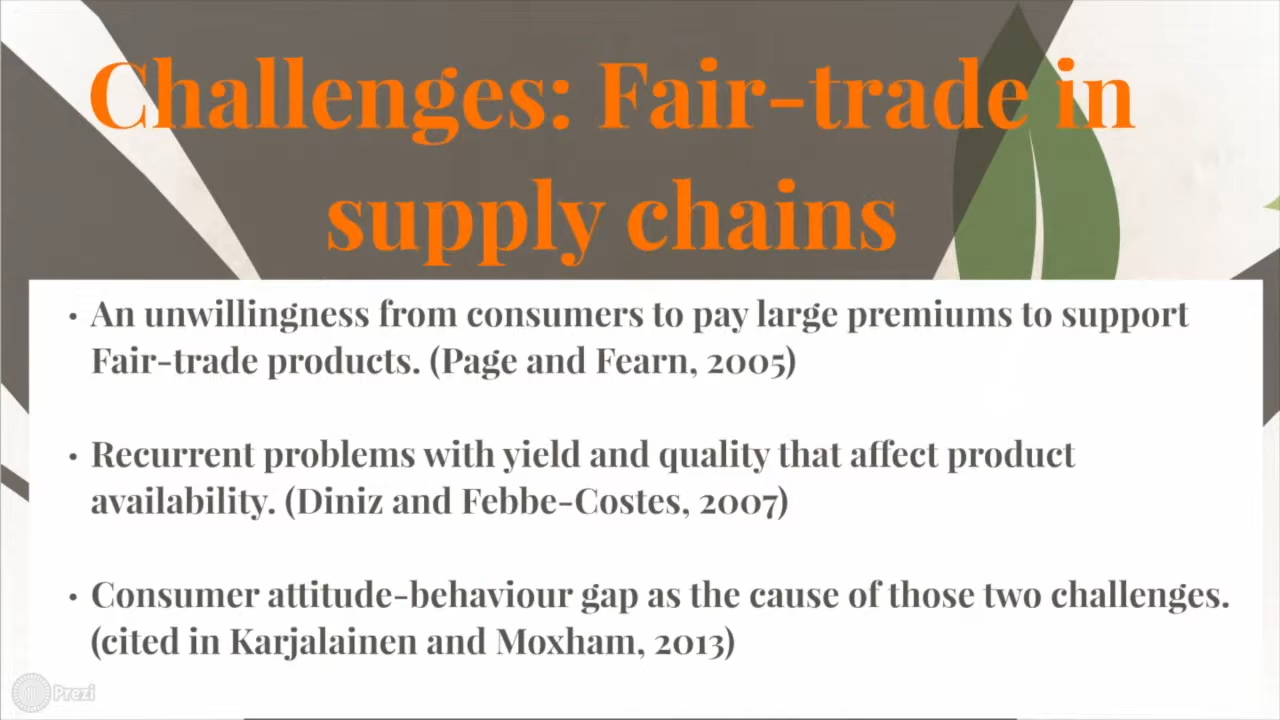 Challenges: Fair-trade in
supply chains
• An unwillingness from consumers to pay large premiums to support
Fair-trade products. (Page and Fearn, 2005)
• Recurrent problems with yield and quality that affect product
availability. (Diniz and Febbe-Costes, 2007)
• Consumer attitude-behaviour gap as the cause of those two challenges.
(cited in Karjalainen and Moxham, 2013)
Prezi